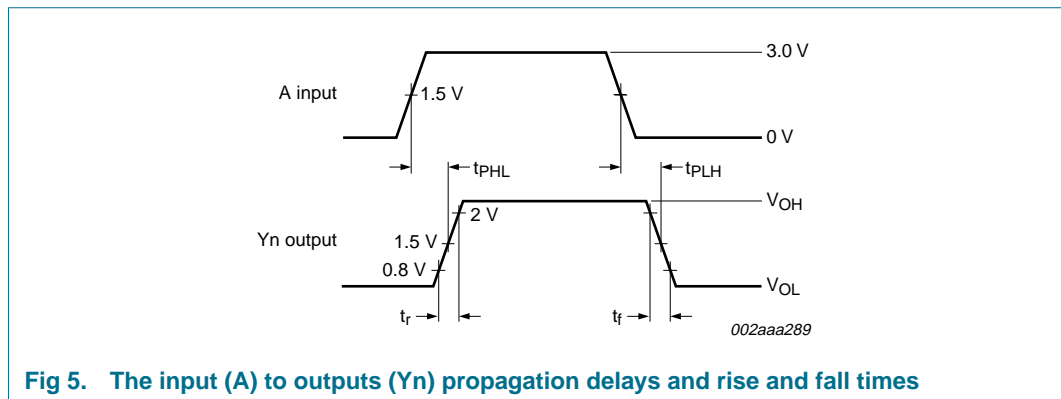 3.0 V
A input
1.5 V
0 V
tPHL
tPLH
VOH
2 V
Yn output
1.5 V
0.8 V
VOL
tr
tf
002aaa289
Fig 5. The input (A) to outputs (Yn) propagation delays and rise and fall times